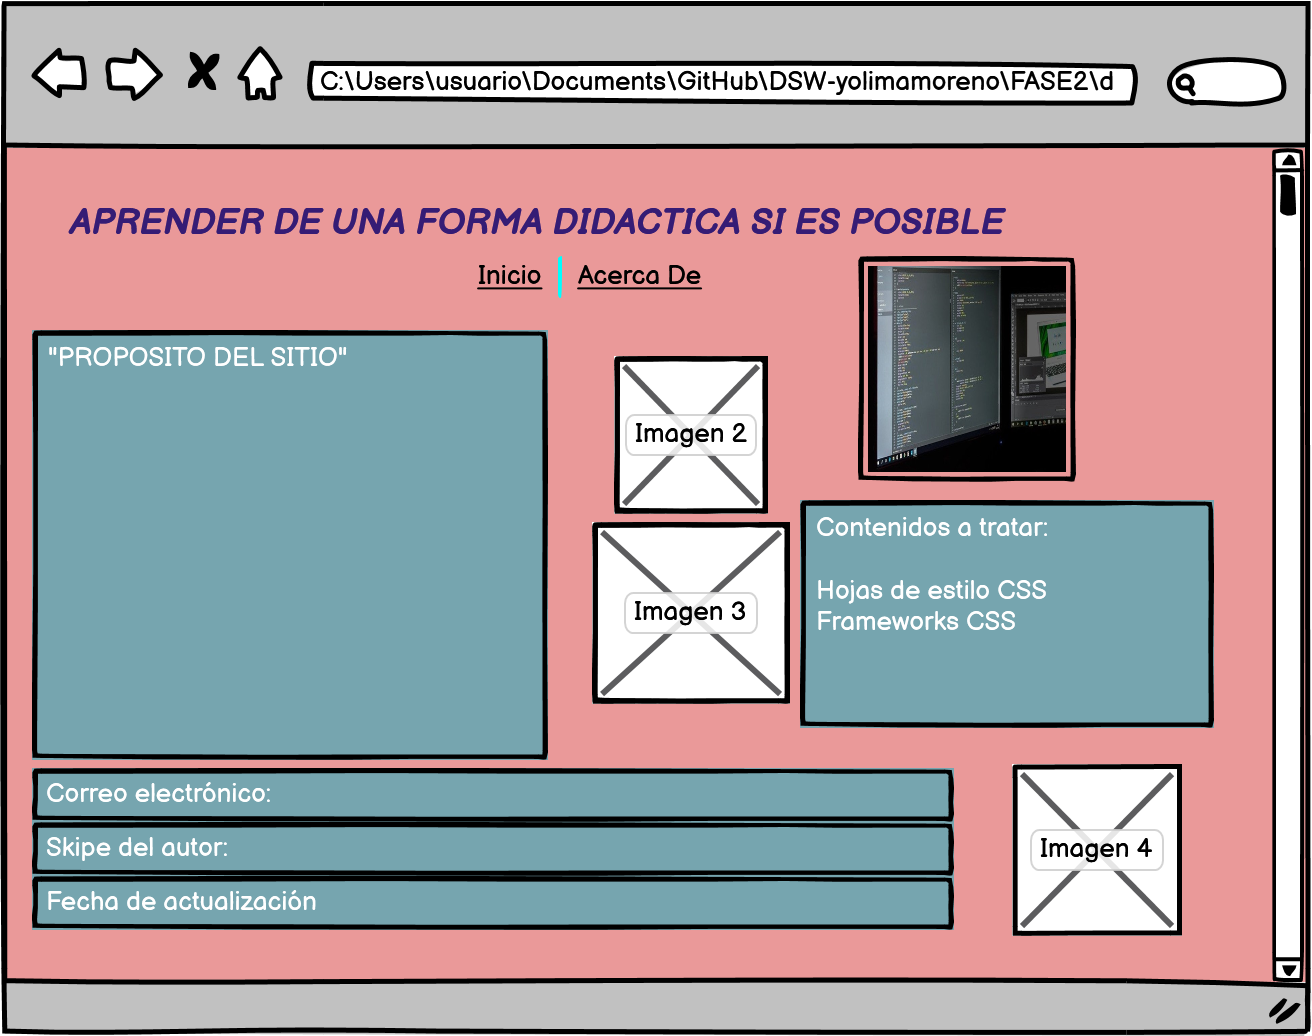 C:\Users\usuario\Documents\GitHub\DSW-yolimamoreno\FASE2\d
APRENDER DE UNA FORMA DIDACTICA SI ES POSIBLE
Inicio
Acerca De
"PROPOSITO DEL SITIO"
Imagen 2
Imagen 3
Contenidos a tratar:
Hojas de estilo CSS
Frameworks CSS
Correo electrónico:
Skipe del autor:
Fecha de actualización
Imagen 4